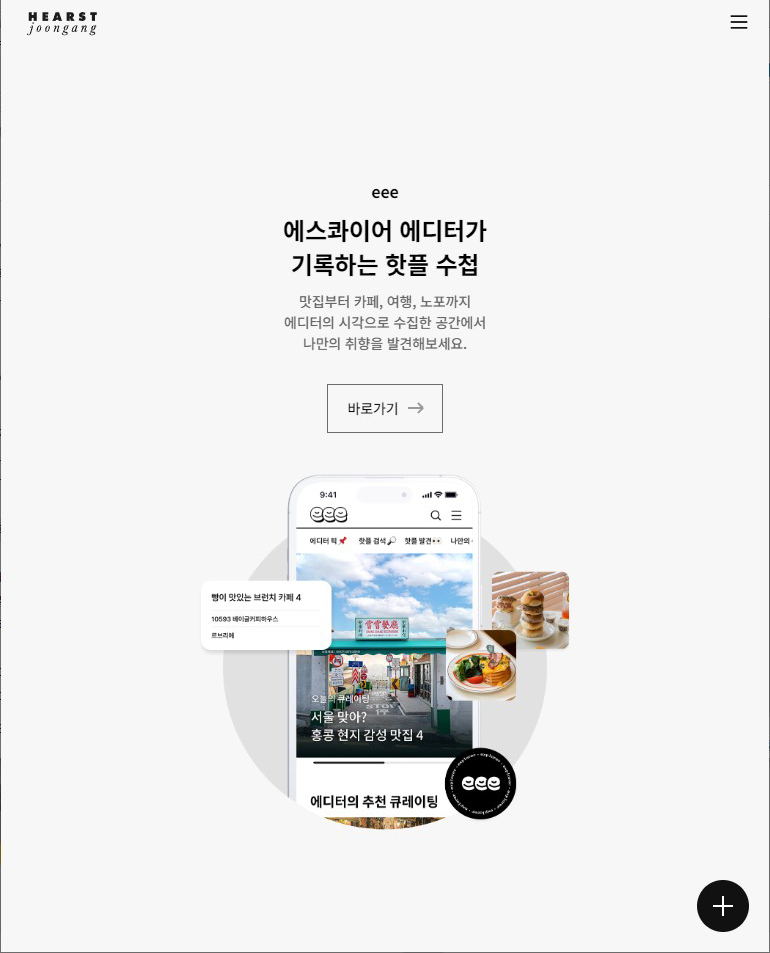 HEARST
joongang
eee
에스콰이어 에디터가
기록하는 핫플 수첩
맛집부터 카페, 여행, 노포까지
에디터의 시각으로 수집한 공간에서
나만의 취향을 발견해보세요.
바로가기
9:41
eee
에디터 픽 핫플 검색 핫플 발견 나만의
빵이 맛있는 브런치 카페 4
10593 베이글커피하우스
르브리에
오늘의 큐레이팅
서울 맞아?
홍콩 현지 감성 맛집 4
eee
에디터의 추천 큐레이팅